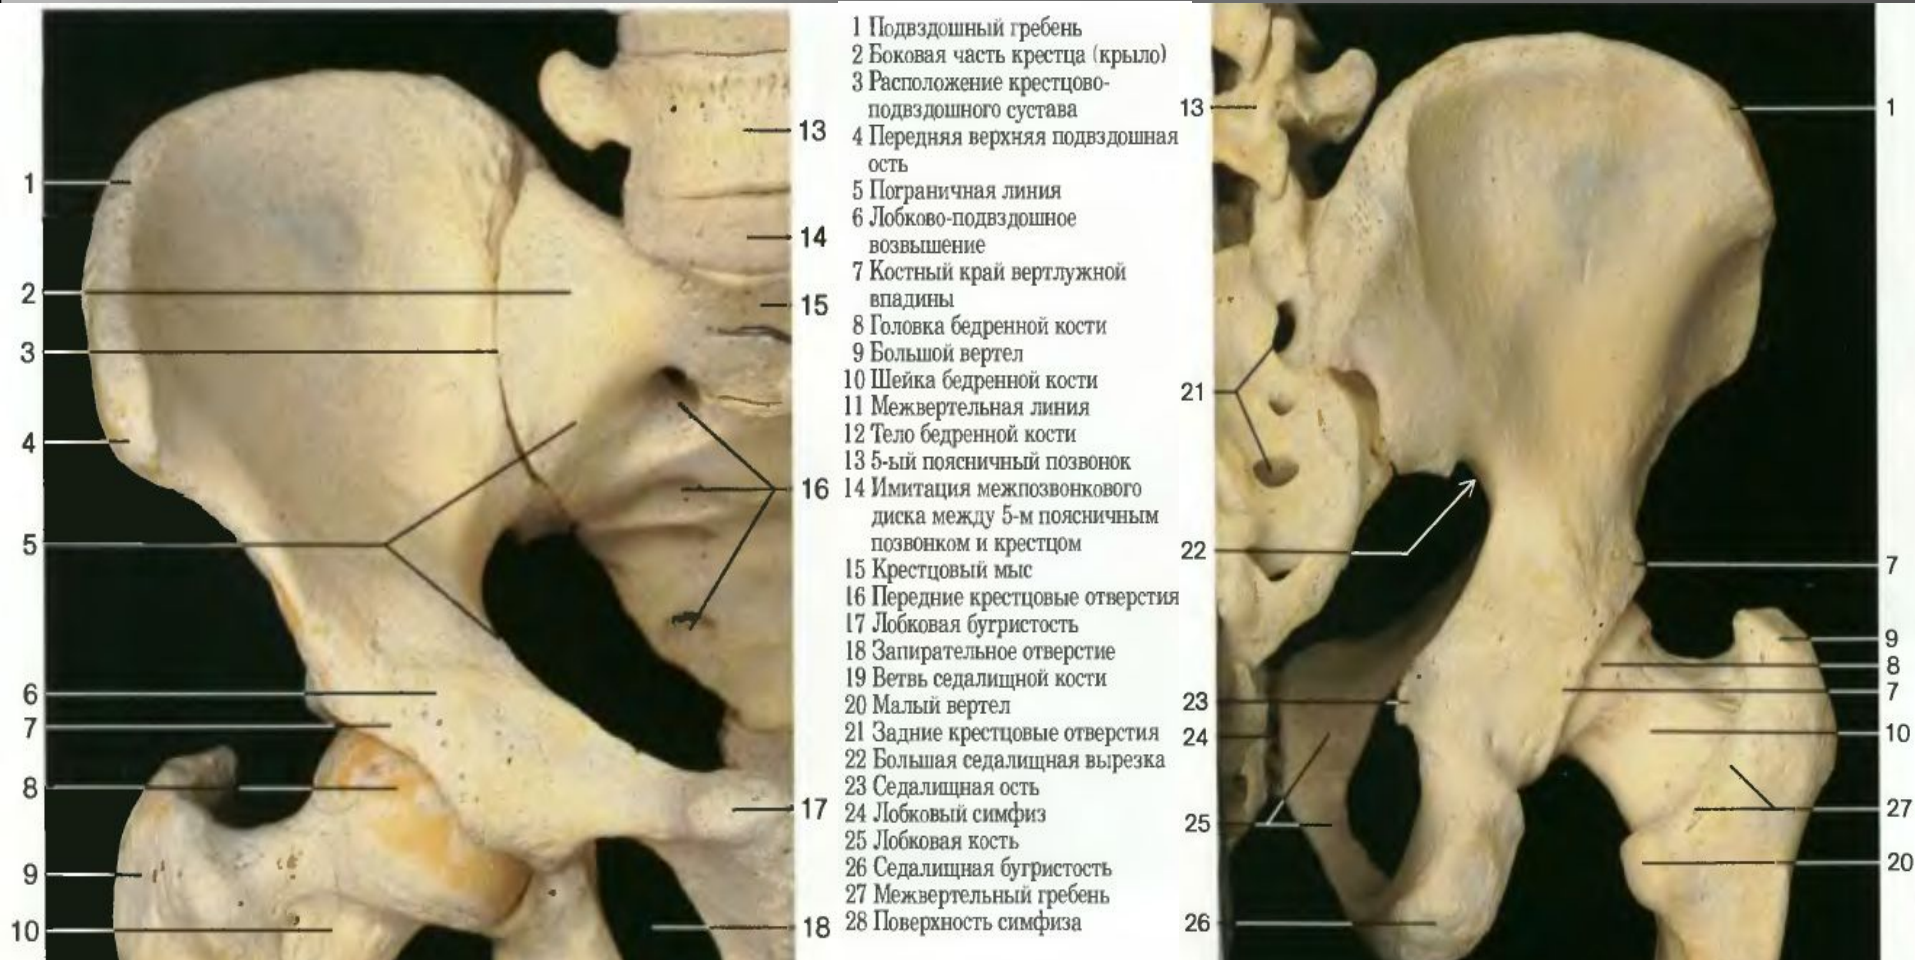 1 Подвздошный гребень
2 Боковая часть крестца (крыло)
3 Расположение крестцово-
подвздошного сустава
4 Передняя верхняя подвздошная
ость
5 Пограничная линия
6 Лобково-подвздошное
возвышение
7 Костный край вертлужной
впадины
8 Головка бедренной кости
9 Большой вертел
10 Шейка бедренной кости
11 Межвертельная линия
12 Тело бедренной кости
13 5-ый поясничный позвонок
14 Имитация межпозвонкового
диска между 5-м поясничным
позвонком и крестцом
15 Крестцовый мыс
16 Передние крестцовые отверстия
17 Лобковая бугристость
18 Запирательное отверстие
19 Ветвь седалищной кости
20 Малый вертел
21 Задние крестцовые отверстия
22 Большая седалищная вырезка
23 Седалищная ость
24 Лобковый симфиз
25 Лобковая кость
26 Седалищная бугристость
27 Межвертельный гребень
28 Поверхность симфиза
1
2
3
4
5
6
7
8
9
10
13
14
15
16
17
18
13
21
22
23
24
25
26
1
7
9
8
7
10
27
20